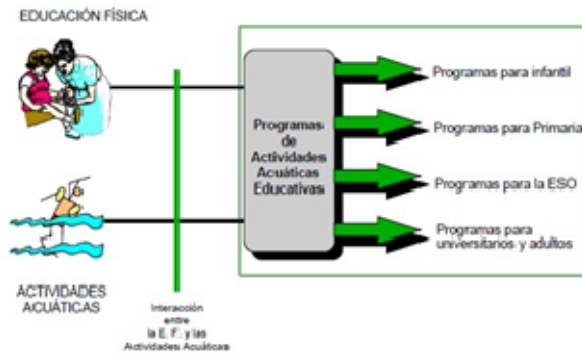 EDUCACIÓN FÍSICA
Programas
de
Actividades
Acuáticas
Educativas
Programas para infantil
Programas para Primaria
Programas para la ESO
Programas para
universitarios y adultos
ACTIVIDADES
ACUÁTICAS
Interacción
entre
la E. F. y las
Actividades Acuáticas